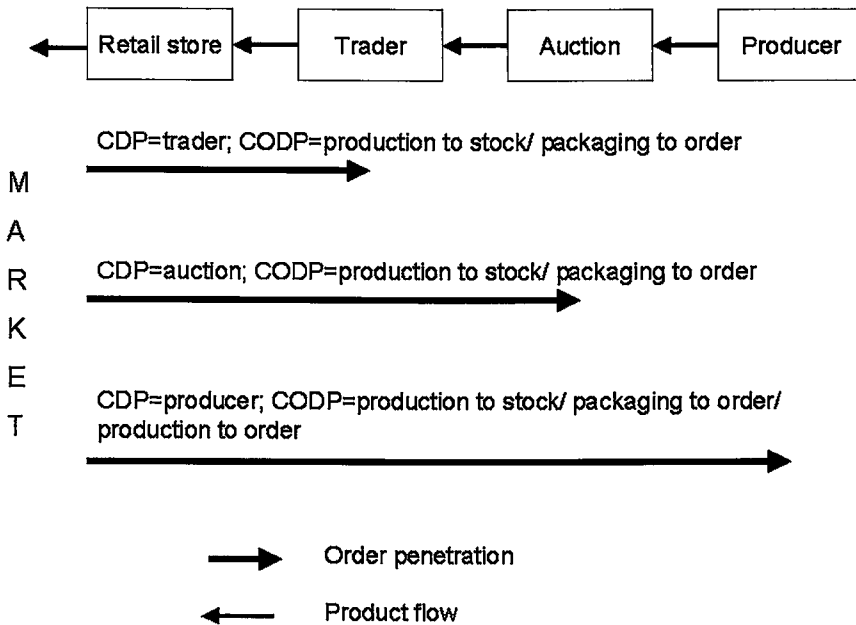 Retail store
Trader
Auction
Producer
CDP=trader; CODP=production to stock/ packaging to order
CDP=auction; CODP=production to stock/ packaging to order
CDP=producer; CODP=production to stock/ packaging to order/
production to order
M
A
R
K
E
T
Order penetration
Product flow